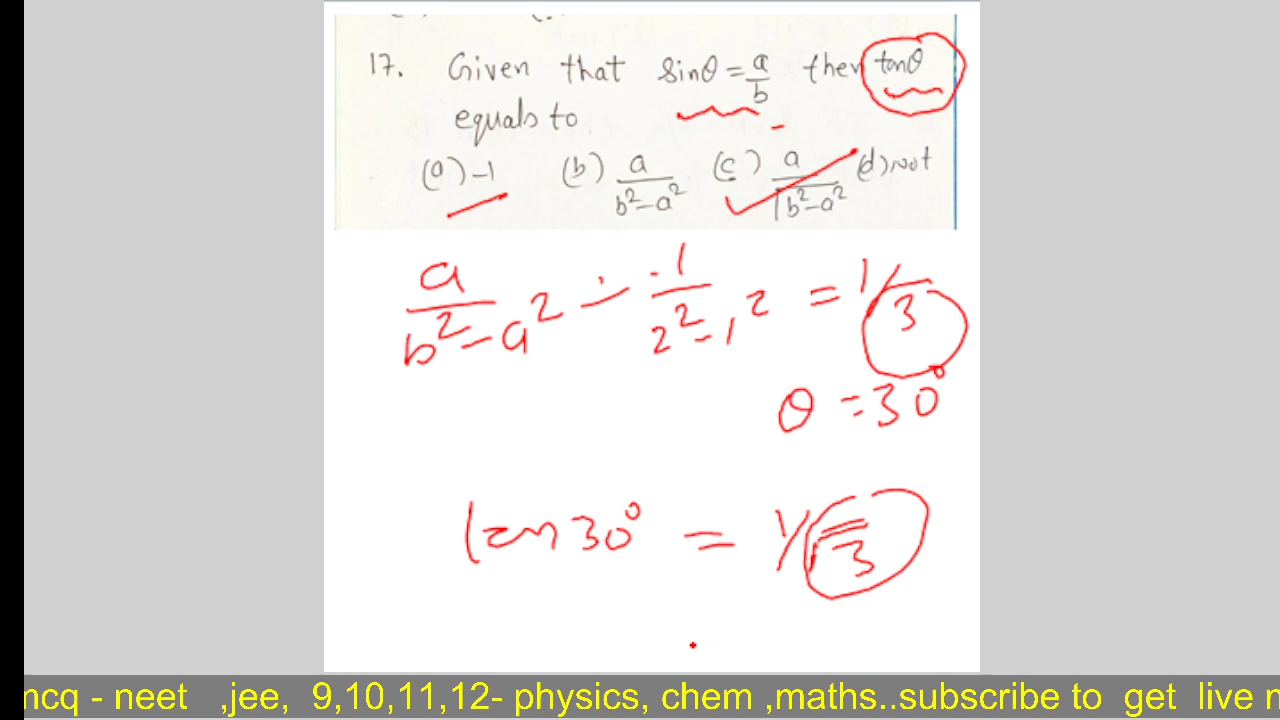 17. Given that sinθ = a/b then tanθ
equals to
(a) -1 (b) a/b²-a² (c) a/√b²-a² (d) not
a/b²-a² = 1/2²-1² = 1/3
θ = 30°
tan 30° = 1/√3
mcq - neet ,jee, 9,10,11,12- physics, chem ,maths..subscribe to get live